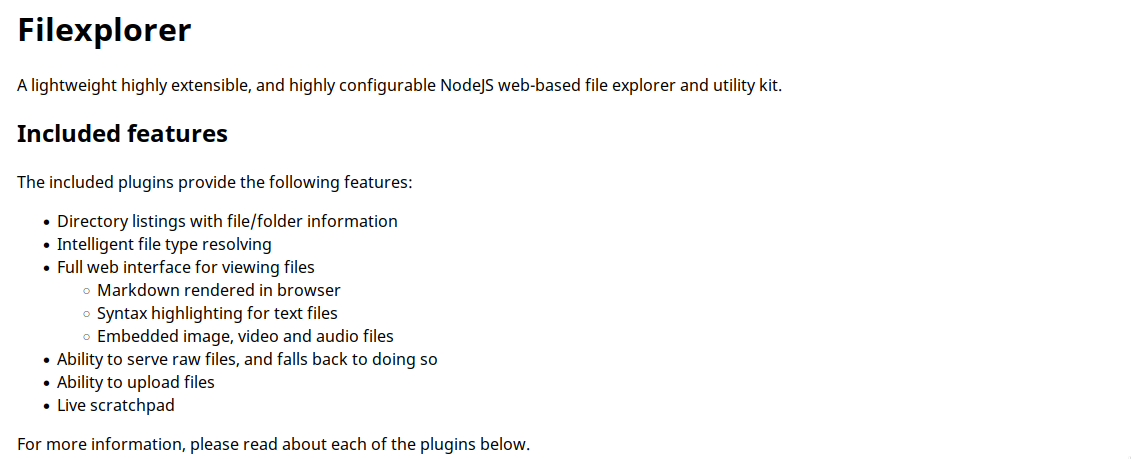 Filexplorer
A lightweight highly extensible, and highly configurable NodeJS web-based file explorer and utility kit.
Included features
The included plugins provide the following features:
Directory listings with file/folder information
Intelligent file type resolving
Full web interface for viewing files
Markdown rendered in browser
Syntax highlighting for text files
Embedded image, video and audio files
Ability to serve raw files, and falls back to doing so
Ability to upload files
Live scratchpad
For more information, please read about each of the plugins below.